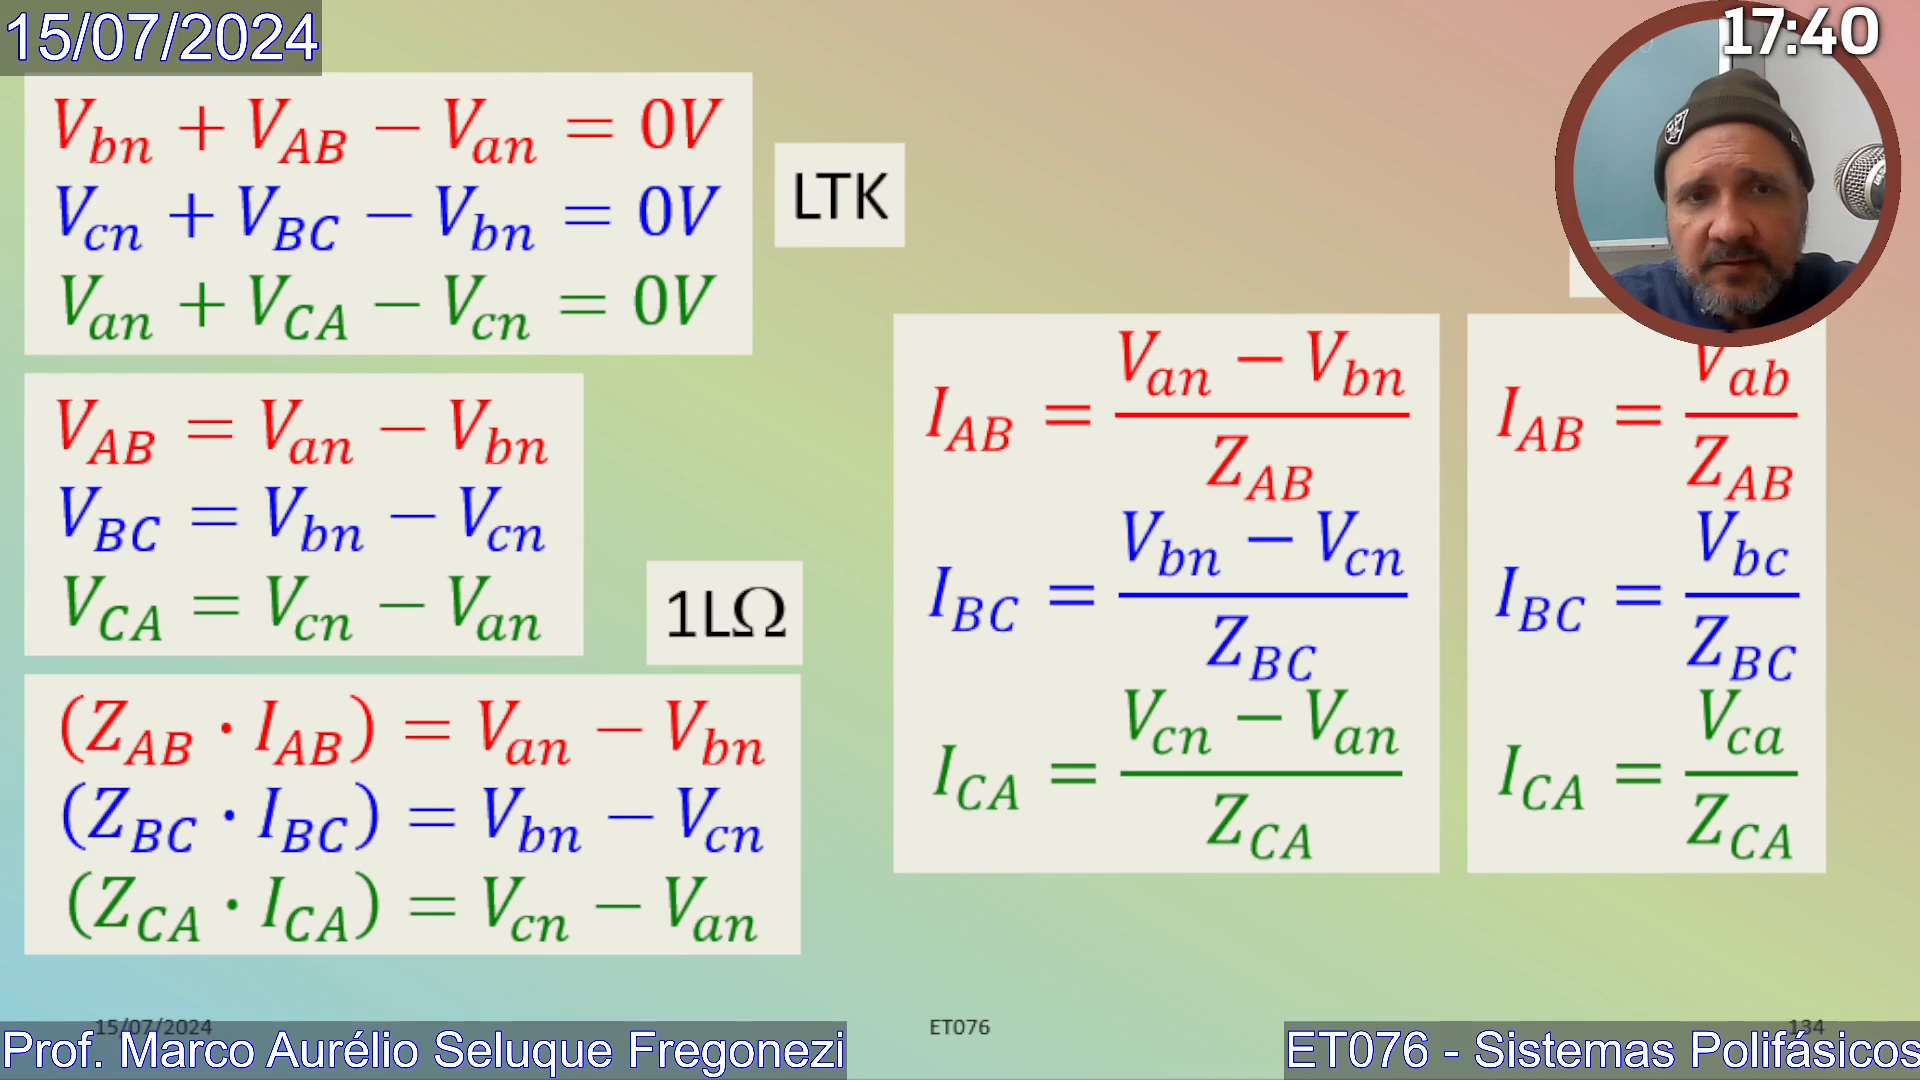 15/07/2024
17:40
V_bn + V_AB − V_an = 0V
V_cn + V_BC − V_bn = 0V
V_an + V_CA − V_cn = 0V
LTK
V_AB = V_an − V_bn
V_BC = V_bn − V_cn
V_CA = V_cn − V_an
1LΩ
(Z_AB · I_AB) = V_an − V_bn
(Z_BC · I_BC) = V_bn − V_cn
(Z_CA · I_CA) = V_cn − V_an
I_AB = (V_an − V_bn) / Z_AB
I_BC = (V_bn − V_cn) / Z_BC
I_CA = (V_cn − V_an) / Z_CA
I_AB = V_ab / Z_AB
I_BC = V_bc / Z_BC
I_CA = V_ca / Z_CA
15/07/2024
ET076
134
Prof. Marco Aurélio Seluque Fregonezi
ET076 - Sistemas Polifásicos